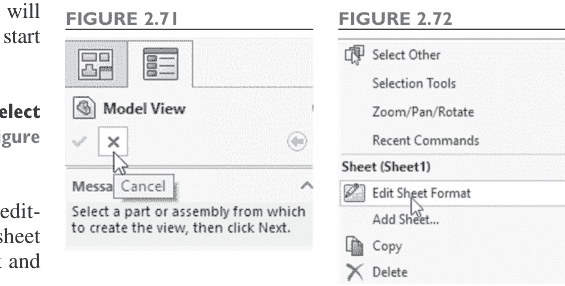 will
start
elect
igure
edit-
sheet
and
FIGURE 2.71
Model View
Cancel
Messa
Select a part or assembly from which
to create the view, then click Next.
FIGURE 2.72
Select Other
Selection Tools
Zoom/Pan/Rotate
Recent Commands
Sheet (Sheet1)
Edit Sheet Format
Add Sheet...
Copy
Delete